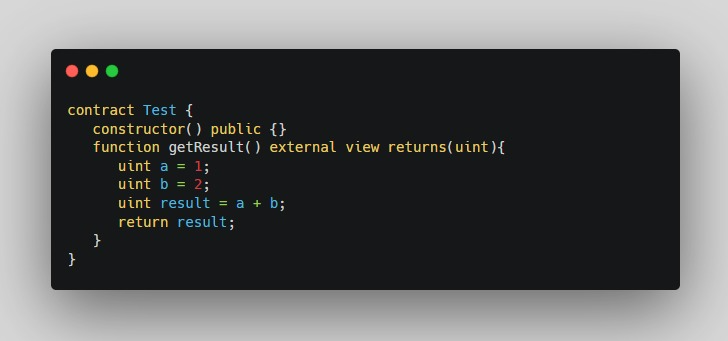 contract Test {
   constructor() public {}
   function getResult() external view returns(uint){
      uint a = 1;
      uint b = 2;
      uint result = a + b;
      return result;
   }
}